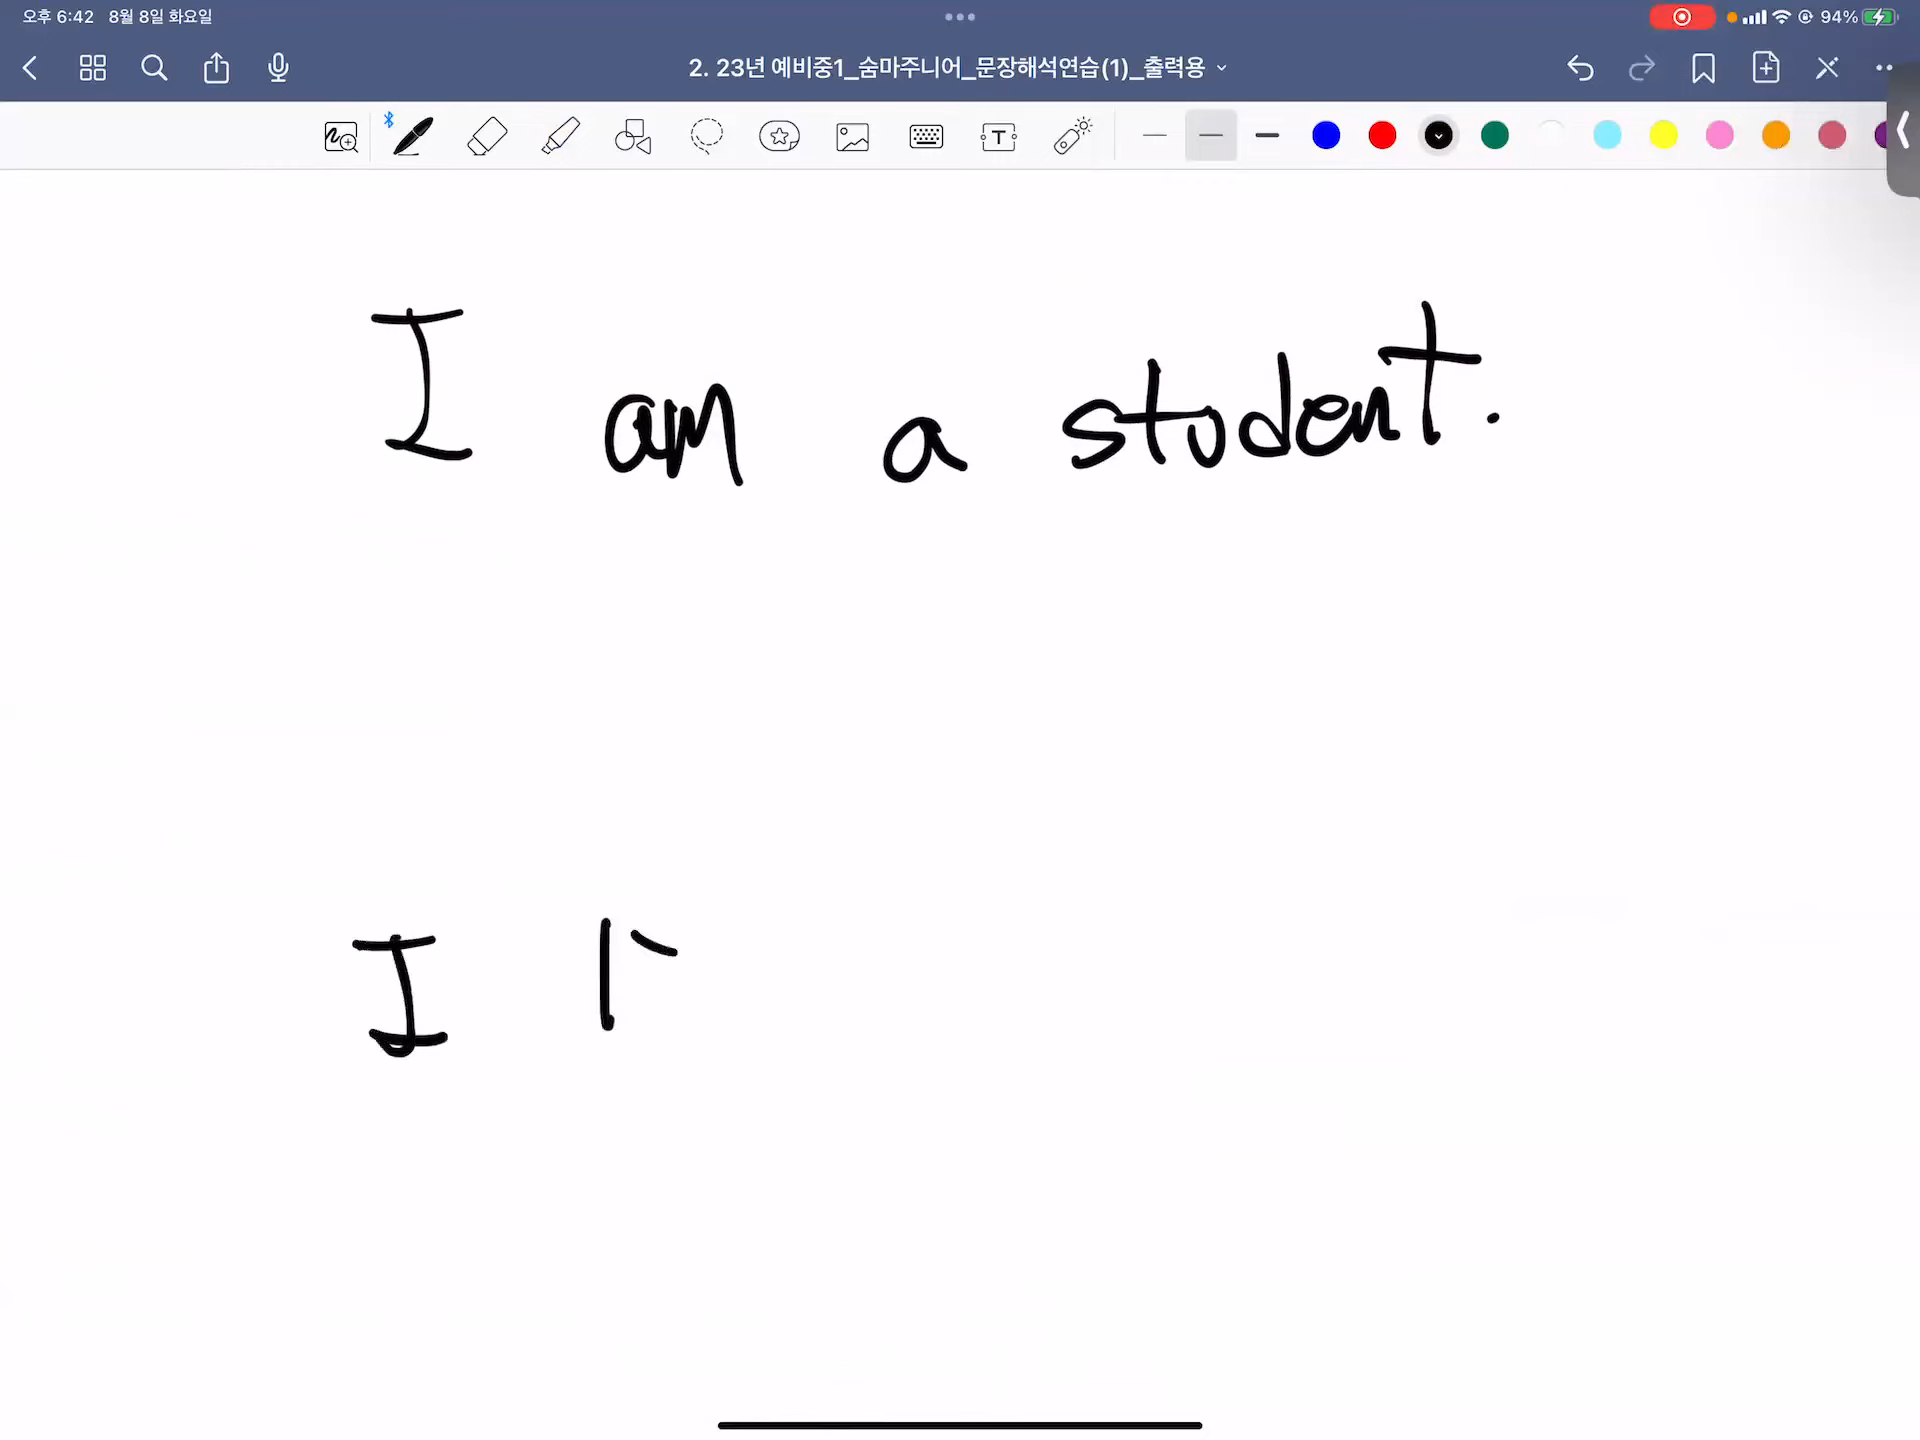 오후 6:42 8월 8일 화요일 94%
2. 23년 예비중1_숨마주니어_문장해석연습(1)_출력용
T
I am a student.
I